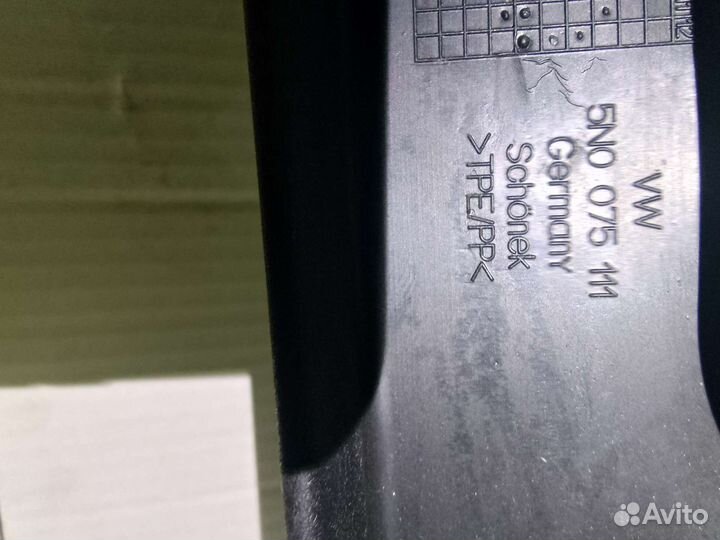 VW
5N0 075 111
Germany
Schönek
>TPE/PP<
Avito